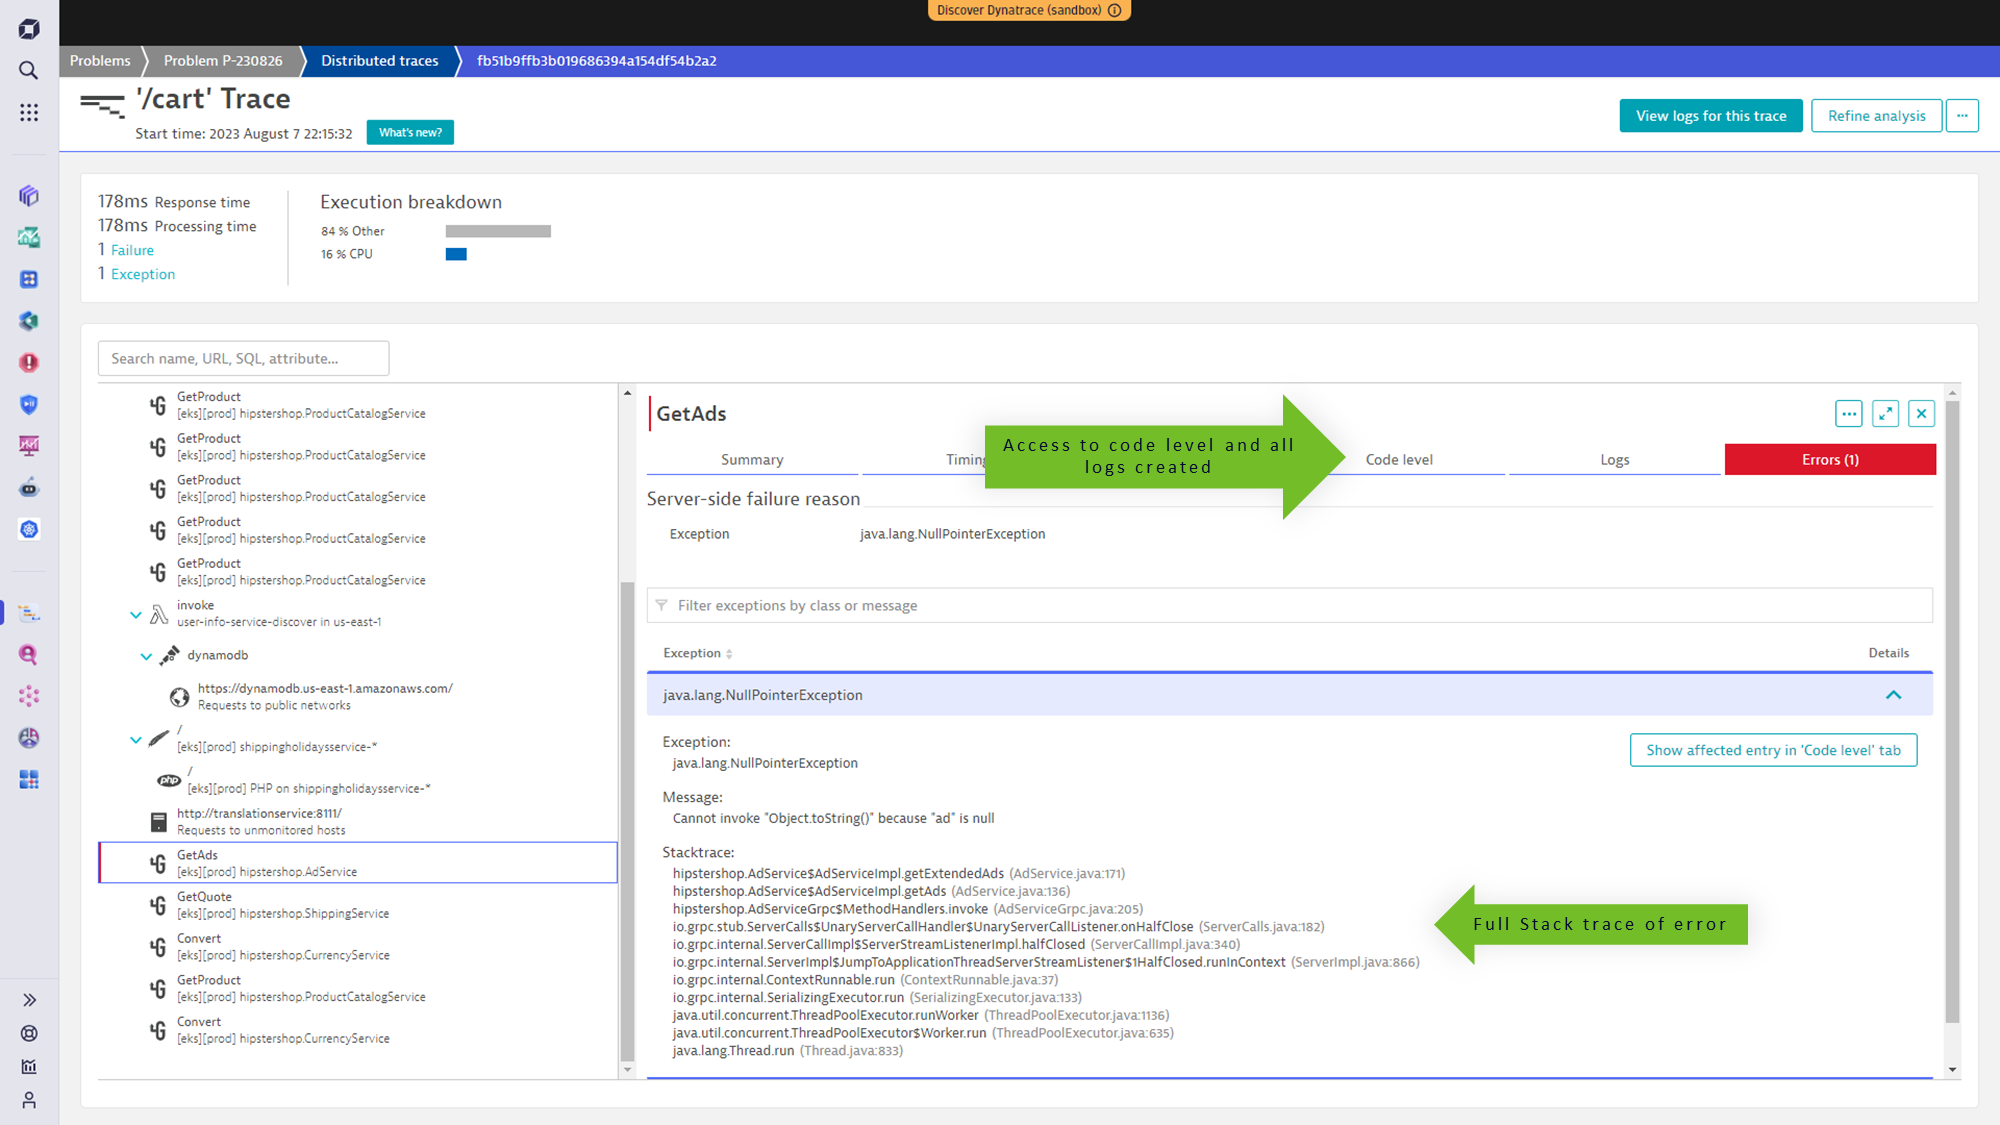 Discover Dynatrace (sandbox)
Problems
Problem P-230826
Distributed traces
fb51b9ffb3b019686394a154df54b2a2
'/cart' Trace
Start time: 2023 August 7 22:15:32
What's new?
View logs for this trace
Refine analysis
...
178ms Response time
178ms Processing time
1 Failure
1 Exception
Execution breakdown
84 % Other
16 % CPU
Search name, URL, SQL, attribute...
GetProduct
[eks][prod] hipstershop.ProductCatalogService
GetProduct
[eks][prod] hipstershop.ProductCatalogService
GetProduct
[eks][prod] hipstershop.ProductCatalogService
GetProduct
[eks][prod] hipstershop.ProductCatalogService
GetProduct
[eks][prod] hipstershop.ProductCatalogService
invoke
user-info-service-discover in us-east-1
dynamodb
https://dynamodb.us-east-1.amazonaws.com/
Requests to public networks
/
[eks][prod] shippingholidaysservice-*
php
/
[eks][prod] PHP on shippingholidaysservice-*
http://translationservice:8111/
Requests to unmonitored hosts
GetAds
[eks][prod] hipstershop.AdService
GetQuote
[eks][prod] hipstershop.ShippingService
Convert
[eks][prod] hipstershop.CurrencyService
GetProduct
[eks][prod] hipstershop.ProductCatalogService
Convert
[eks][prod] hipstershop.CurrencyService
GetAds
Summary
Timing
Access to code level and all
logs created
Code level
Logs
Errors (1)
Server-side failure reason
Exception
java.lang.NullPointerException
Filter exceptions by class or message
Exception
Details
java.lang.NullPointerException
Exception:
java.lang.NullPointerException
Show affected entry in 'Code level' tab
Message:
Cannot invoke "Object.toString()" because "ad" is null
Stacktrace:
hipstershop.AdService$AdServiceImpl.getExtendedAds (AdService.java:171)
hipstershop.AdService$AdServiceImpl.getAds (AdService.java:136)
hipstershop.AdServiceGrpc$MethodHandlers.invoke (AdServiceGrpc.java:205)
io.grpc.stub.ServerCalls$UnaryServerCallHandler$UnaryServerCallListener.onHalfClose (ServerCalls.java:182)
io.grpc.internal.ServerCallImpl$ServerStreamListenerImpl.halfClosed (ServerCallImpl.java:340)
io.grpc.internal.ServerImpl$JumpToApplicationThreadServerStreamListener$1HalfClosed.runInContext (ServerImpl.java:866)
io.grpc.internal.ContextRunnable.run (ContextRunnable.java:37)
io.grpc.internal.SerializingExecutor.run (SerializingExecutor.java:133)
java.util.concurrent.ThreadPoolExecutor.runWorker (ThreadPoolExecutor.java:1136)
java.util.concurrent.ThreadPoolExecutor$Worker.run (ThreadPoolExecutor.java:635)
java.lang.Thread.run (Thread.java:833)
Full Stack trace of error